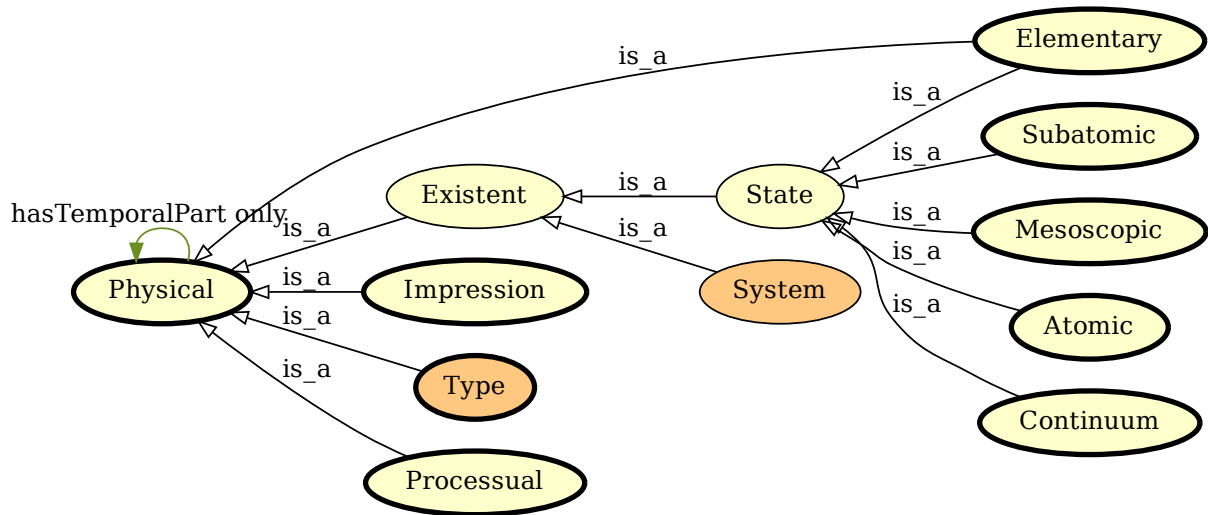 Elementary
is_a
is_a
Subatomic
is_a
Existent
is_a
State
Mesoscopic
is_a
hasTemporalPart only
is_a
is_a
is_a
Physical
is_a
Impression
System
is_a
Atomic
is_a
Type
is_a
Continuum
Processual